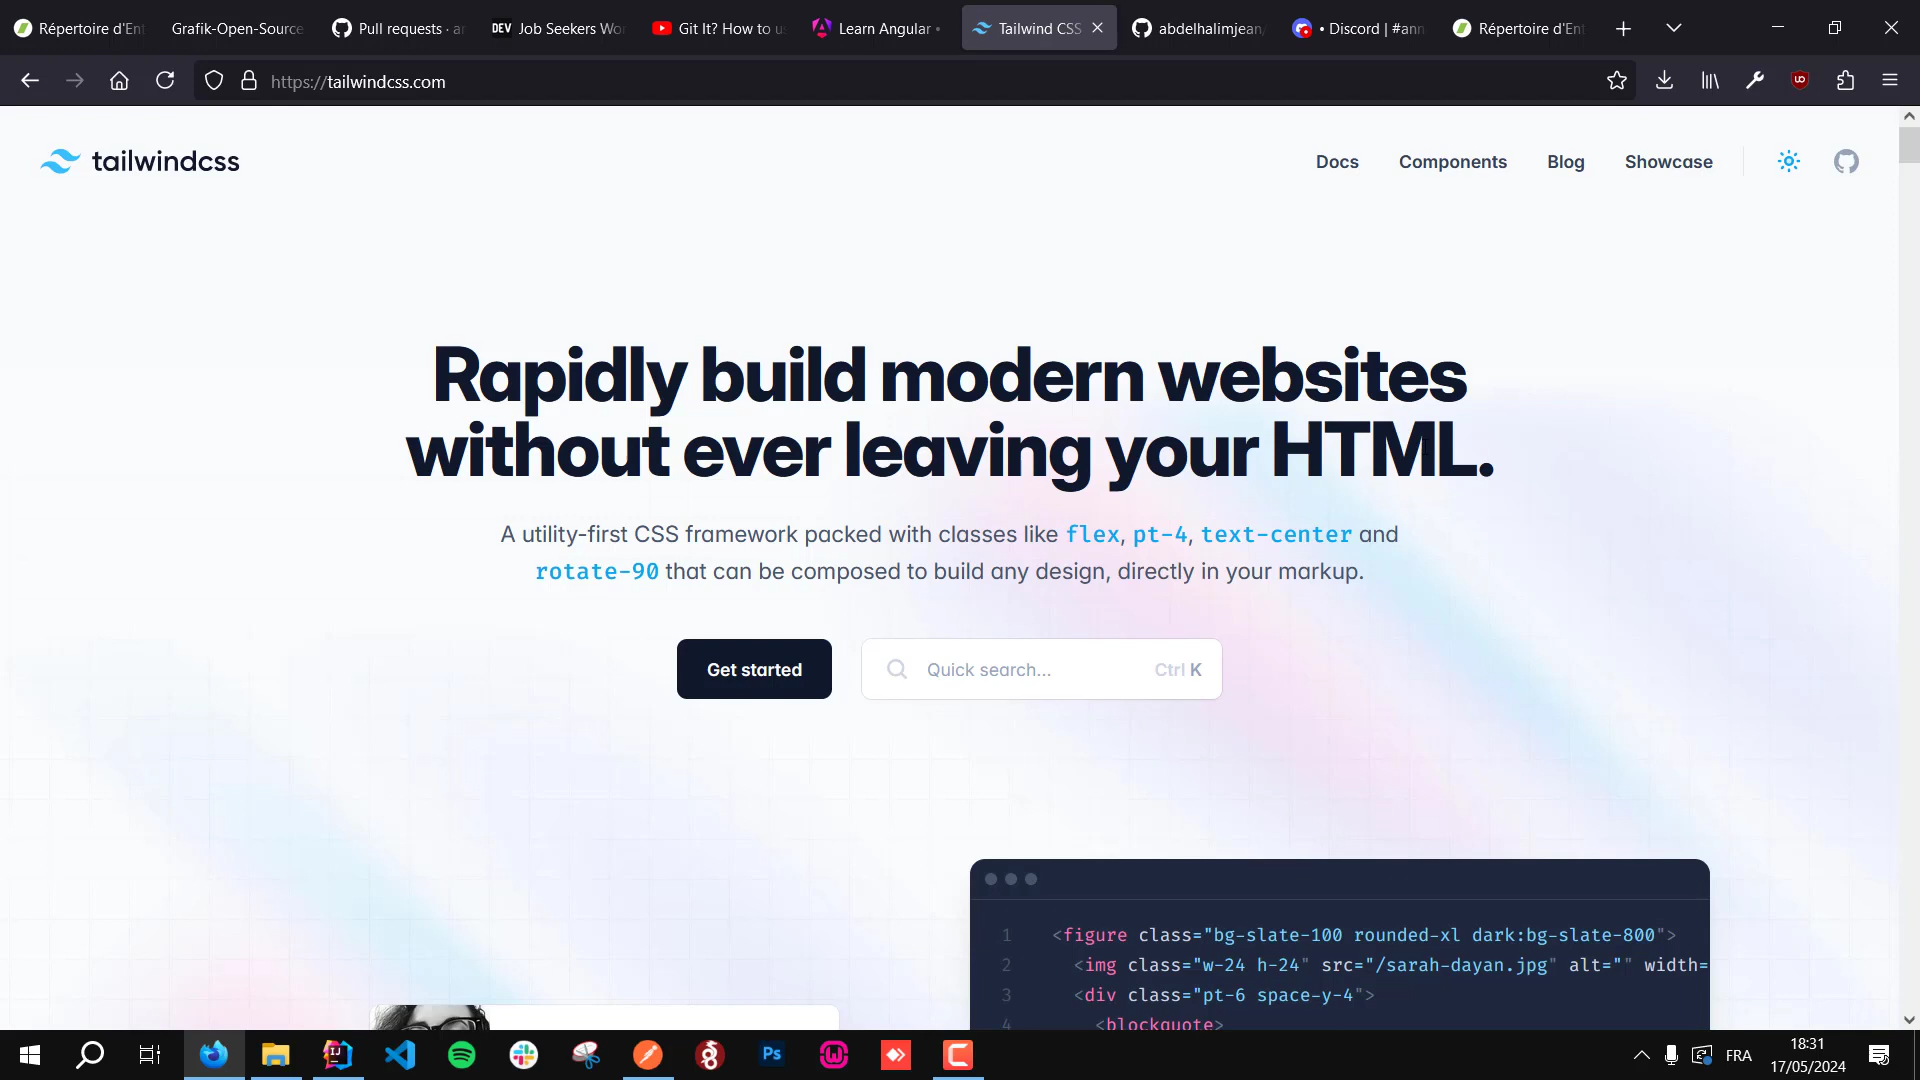 Répertoire d'Ent
Grafik-Open-Source
Pull requests · ar
DEV Job Seekers Wo
Git It? How to u
Learn Angular •
Tailwind CSS
abdelhalimjean/
• Discord | #ann
Répertoire d'Ent
https://tailwindcss.com
tailwindcss
Docs
Components
Blog
Showcase
Rapidly build modern websites
without ever leaving your HTML.
A utility-first CSS framework packed with classes like flex, pt-4, text-center and
rotate-90 that can be composed to build any design, directly in your markup.
Get started
Quick search...
Ctrl K
1 <figure class="bg-slate-100 rounded-xl dark:bg-slate-800">
2 <img class="w-24 h-24" src="/sarah-dayan.jpg" alt="" width=
3 <div class="pt-6 space-y-4">
4 <blockquote>
FRA
18:31
17/05/2024